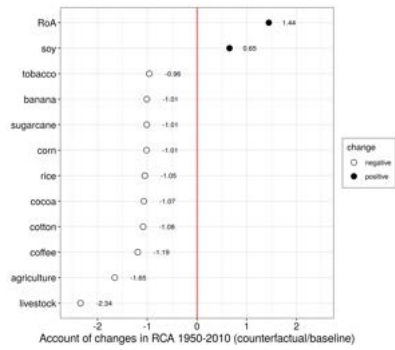 RoA
1.44
soy
0.65
tobacco
-0.96
banana
-1.01
sugarcane
-1.01
corn
-1.01
rice
-1.05
cocoa
-1.07
cotton
-1.08
coffee
-1.19
agriculture
-1.65
livestock
-2.34
change
negative
positive
-2 -1 0 1 2
Account of changes in RCA 1950-2010 (counterfactual/baseline)